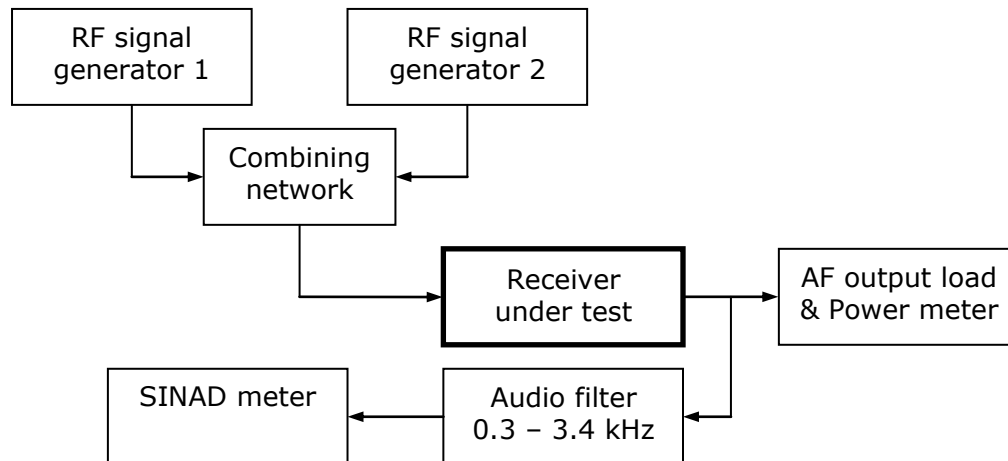 RF signal
generator 1
RF signal
generator 2
Combining
network
Receiver
under test
AF output load
& Power meter
SINAD meter
Audio filter
0.3 – 3.4 kHz